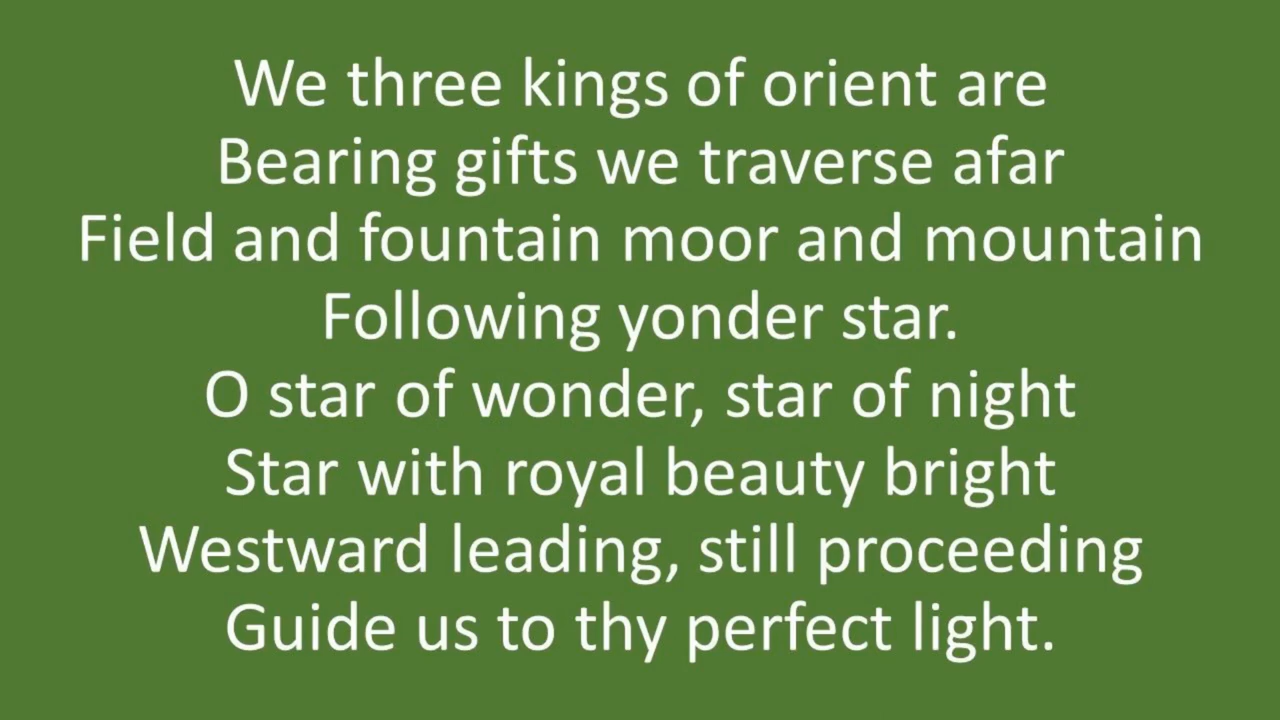 We three kings of orient are
Bearing gifts we traverse afar
Field and fountain moor and mountain
Following yonder star.
O star of wonder, star of night
Star with royal beauty bright
Westward leading, still proceeding
Guide us to thy perfect light.